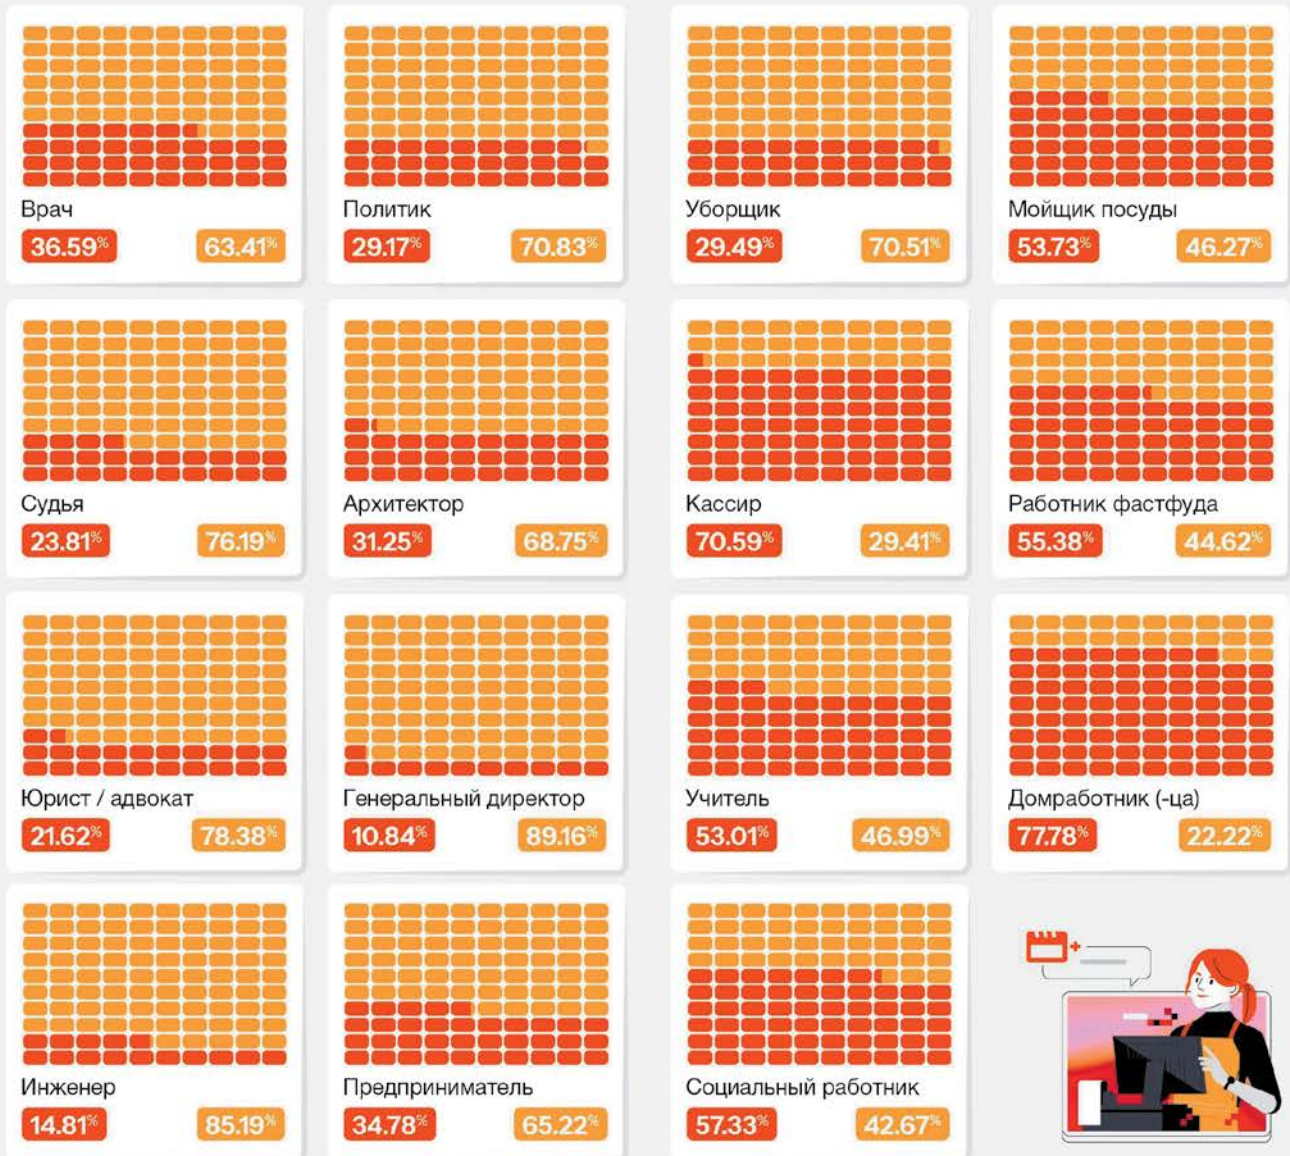 Врач
36.59% 63.41%
Политик
29.17% 70.83%
Уборщик
29.49% 70.51%
Мойщик посуды
53.73% 46.27%
Судья
23.81% 76.19%
Архитектор
31.25% 68.75%
Кассир
70.59% 29.41%
Работник фастфуда
55.38% 44.62%
Юрист / адвокат
21.62% 78.38%
Генеральный директор
10.84% 89.16%
Учитель
53.01% 46.99%
Домработник (-ца)
77.78% 22.22%
Инженер
14.81% 85.19%
Предприниматель
34.78% 65.22%
Социальный работник
57.33% 42.67%